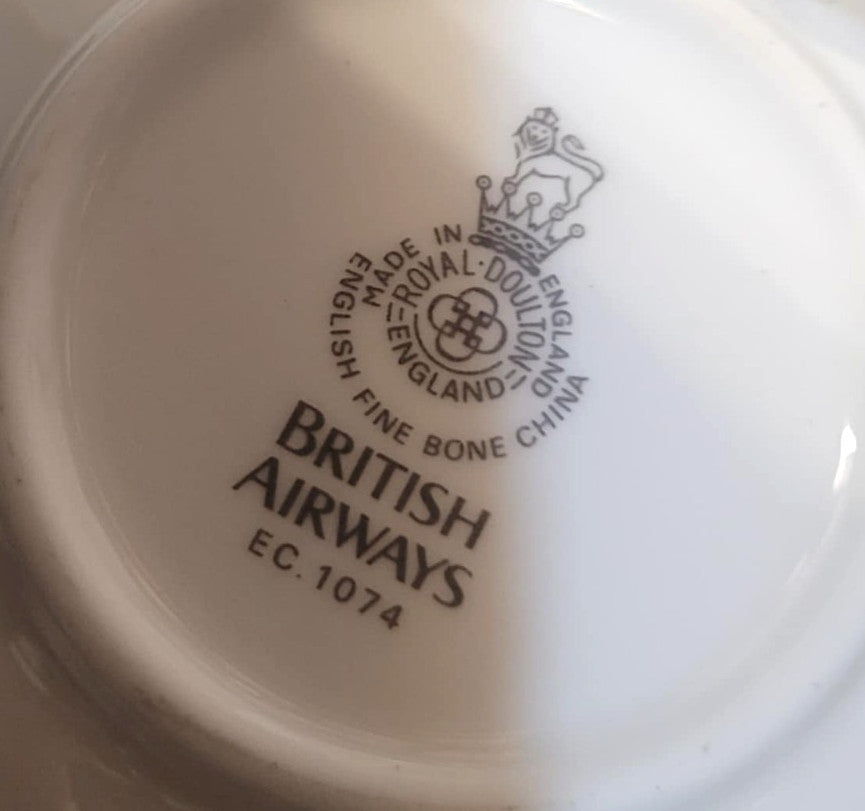 MADE IN ENGLAND
ROYAL·DOULTON
ENGLAND
ENGLISH FINE BONE CHINA
BRITISH
AIRWAYS
EC.1074